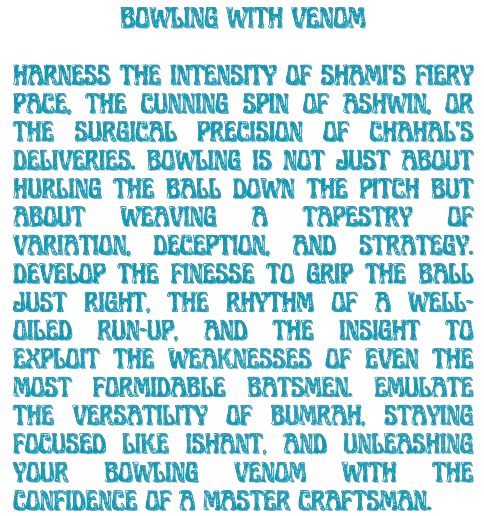 BOWLING WITH VENOM
HARNESS THE INTENSITY OF SHAMI'S FIERY
PACE, THE CUNNING SPIN OF ASHWIN, OR
THE SURGICAL PRECISION OF CHAHAL'S
DELIVERIES. BOWLING IS NOT JUST ABOUT
HURLING THE BALL DOWN THE PITCH BUT
ABOUT WEAVING A TAPESTRY OF
VARIATION, DECEPTION, AND STRATEGY.
DEVELOP THE FINESSE TO GRIP THE BALL
JUST RIGHT, THE RHYTHM OF A WELL-
OILED RUN-UP, AND THE INSIGHT TO
EXPLOIT THE WEAKNESSES OF EVEN THE
MOST FORMIDABLE BATSMEN. EMULATE
THE VERSATILITY OF BUMRAH, STAYING
FOCUSED LIKE ISHANT, AND UNLEASHING
YOUR BOWLING VENOM WITH THE
CONFIDENCE OF A MASTER CRAFTSMAN.